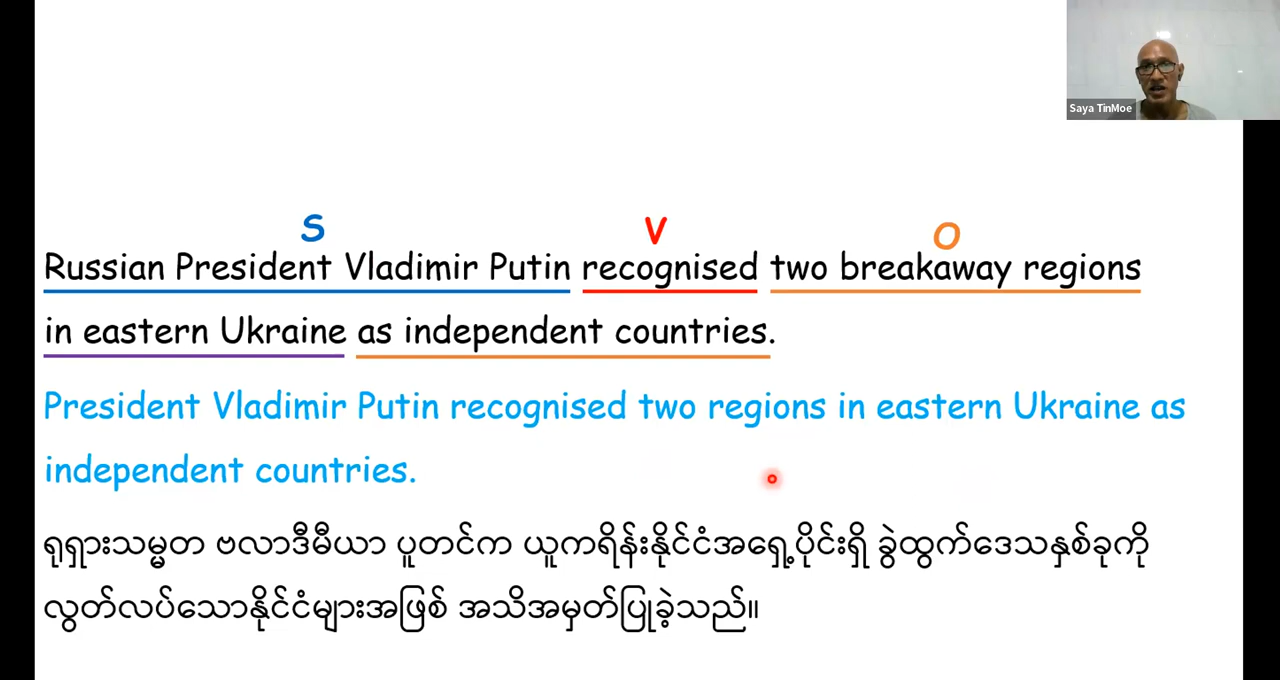 Saya TinMoe
S V O
Russian President Vladimir Putin recognised two breakaway regions
in eastern Ukraine as independent countries.
President Vladimir Putin recognised two regions in eastern Ukraine as
independent countries.
ရုရှားသမ္မတ ဗလာဒီမီယာ ပူတင်က ယူကရိန်းနိုင်ငံအရှေ့ပိုင်းရှိ ခွဲထွက်ဒေသနှစ်ခုကို
လွတ်လပ်သောနိုင်ငံများအဖြစ် အသိအမှတ်ပြုခဲ့သည်။